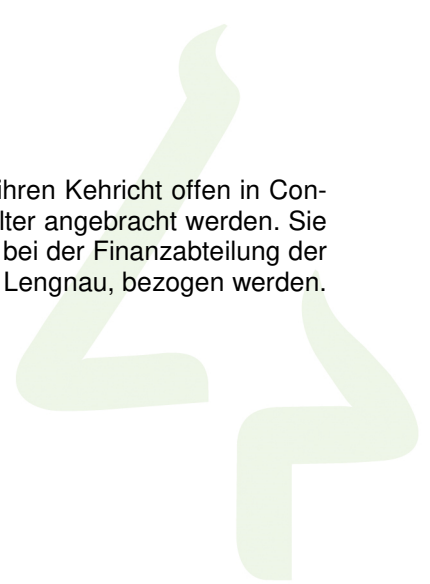 ihren Kehricht offen in Con-
lter angebracht werden. Sie
bei der Finanzabteilung der
Lengnau, bezogen werden.